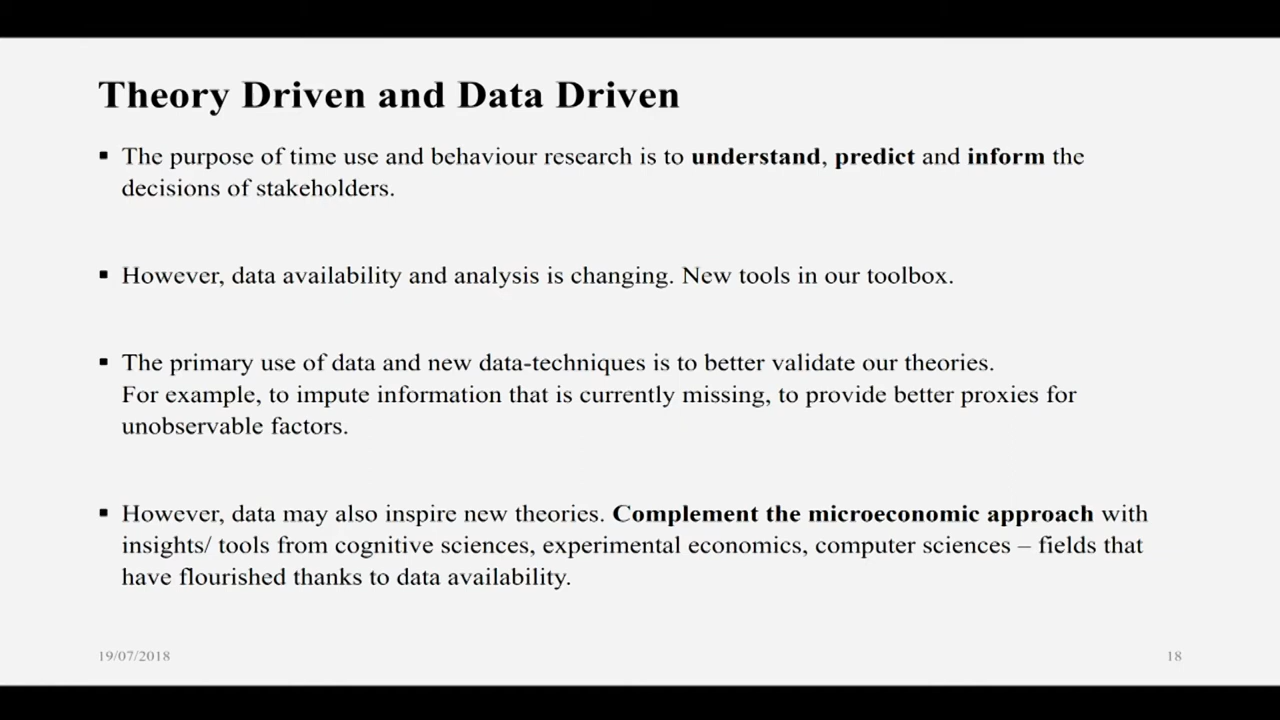 Theory Driven and Data Driven
▪ The purpose of time use and behaviour research is to understand, predict and inform the
decisions of stakeholders.
▪ However, data availability and analysis is changing. New tools in our toolbox.
▪ The primary use of data and new data-techniques is to better validate our theories.
For example, to impute information that is currently missing, to provide better proxies for
unobservable factors.
▪ However, data may also inspire new theories. Complement the microeconomic approach with
insights/ tools from cognitive sciences, experimental economics, computer sciences – fields that
have flourished thanks to data availability.
19/07/2018
18